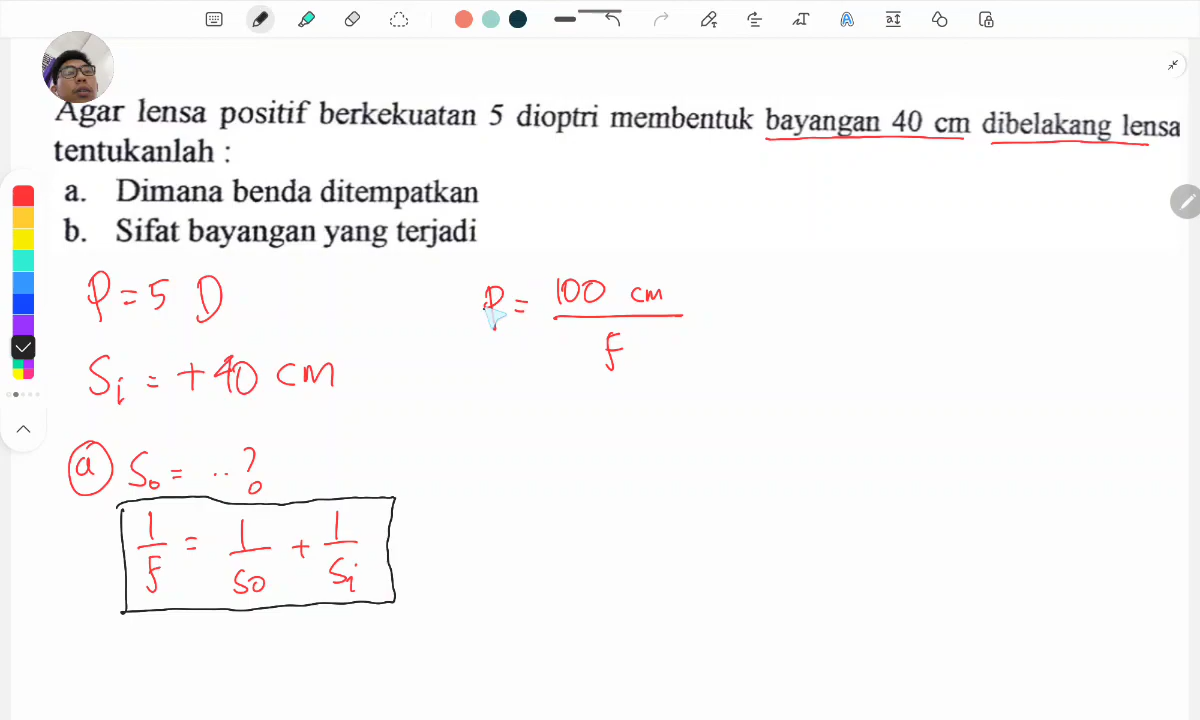 Agar lensa positif berkekuatan 5 dioptri membentuk bayangan 40 cm dibelakang lensa
tentukanlah :
a. Dimana benda ditempatkan
b. Sifat bayangan yang terjadi
P = 5 D
P = 100 cm / f
Si = +40 cm
a So = ..?
1/f = 1/So + 1/Si